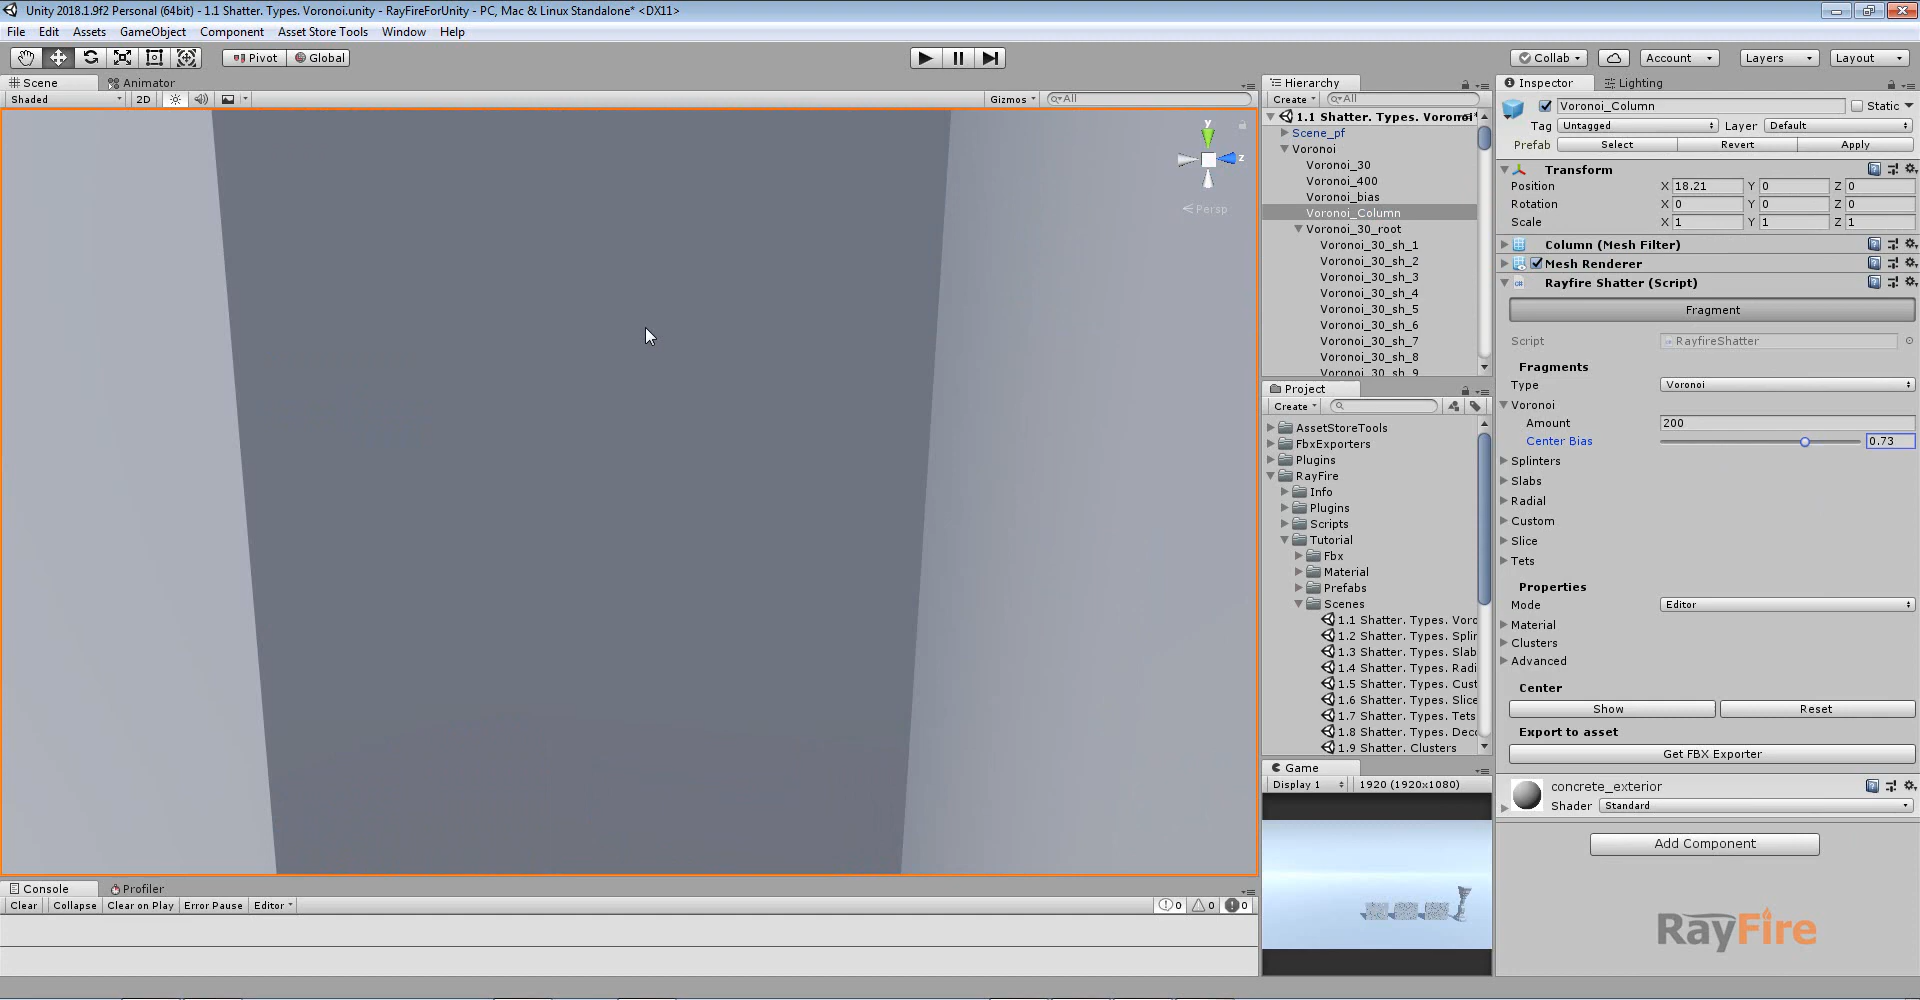 Unity 2018.1.9f2 Personal (64bit) - 1.1 Shatter. Types. Voronoi.unity - RayFireForUnity - PC, Mac & Linux Standalone* <DX11>
File Edit Assets GameObject Component Asset Store Tools Window Help
Pivot Global Collab Account Layers Layout
Scene Animator
Shaded 2D Gizmos All
y
z
Persp
Hierarchy
Create All
1.1 Shatter. Types. Voronoi*
Scene_pf
Voronoi
Voronoi_30
Voronoi_400
Voronoi_bias
Voronoi_Column
Voronoi_30_root
Voronoi_30_sh_1
Voronoi_30_sh_2
Voronoi_30_sh_3
Voronoi_30_sh_4
Voronoi_30_sh_5
Voronoi_30_sh_6
Voronoi_30_sh_7
Voronoi_30_sh_8
Voronoi_30_sh_9
Project
Create
AssetStoreTools
FbxExporters
Plugins
RayFire
Info
Plugins
Scripts
Tutorial
Fbx
Material
Prefabs
Scenes
1.1 Shatter. Types. Voro
1.2 Shatter. Types. Splin
1.3 Shatter. Types. Slab
1.4 Shatter. Types. Radi
1.5 Shatter. Types. Cust
1.6 Shatter. Types. Slice
1.7 Shatter. Types. Tets
1.8 Shatter. Types. Deco
1.9 Shatter. Clusters
Game
Display 1 1920 (1920x1080)
Inspector Lighting
Voronoi_Column Static
Tag Untagged Layer Default
Prefab Select Revert Apply
Transform
Position X 18.21 Y 0 Z 0
Rotation X 0 Y 0 Z 0
Scale X 1 Y 1 Z 1
Column (Mesh Filter)
Mesh Renderer
Rayfire Shatter (Script)
Fragment
Script RayfireShatter
Fragments
Type Voronoi
Voronoi
Amount 200
Center Bias 0.73
Splinters
Slabs
Radial
Custom
Slice
Tets
Properties
Mode Editor
Material
Clusters
Advanced
Center
Show Reset
Export to asset
Get FBX Exporter
concrete_exterior
Shader Standard
Add Component
Console Profiler
Clear Collapse Clear on Play Error Pause Editor 0 0 0
RayFire